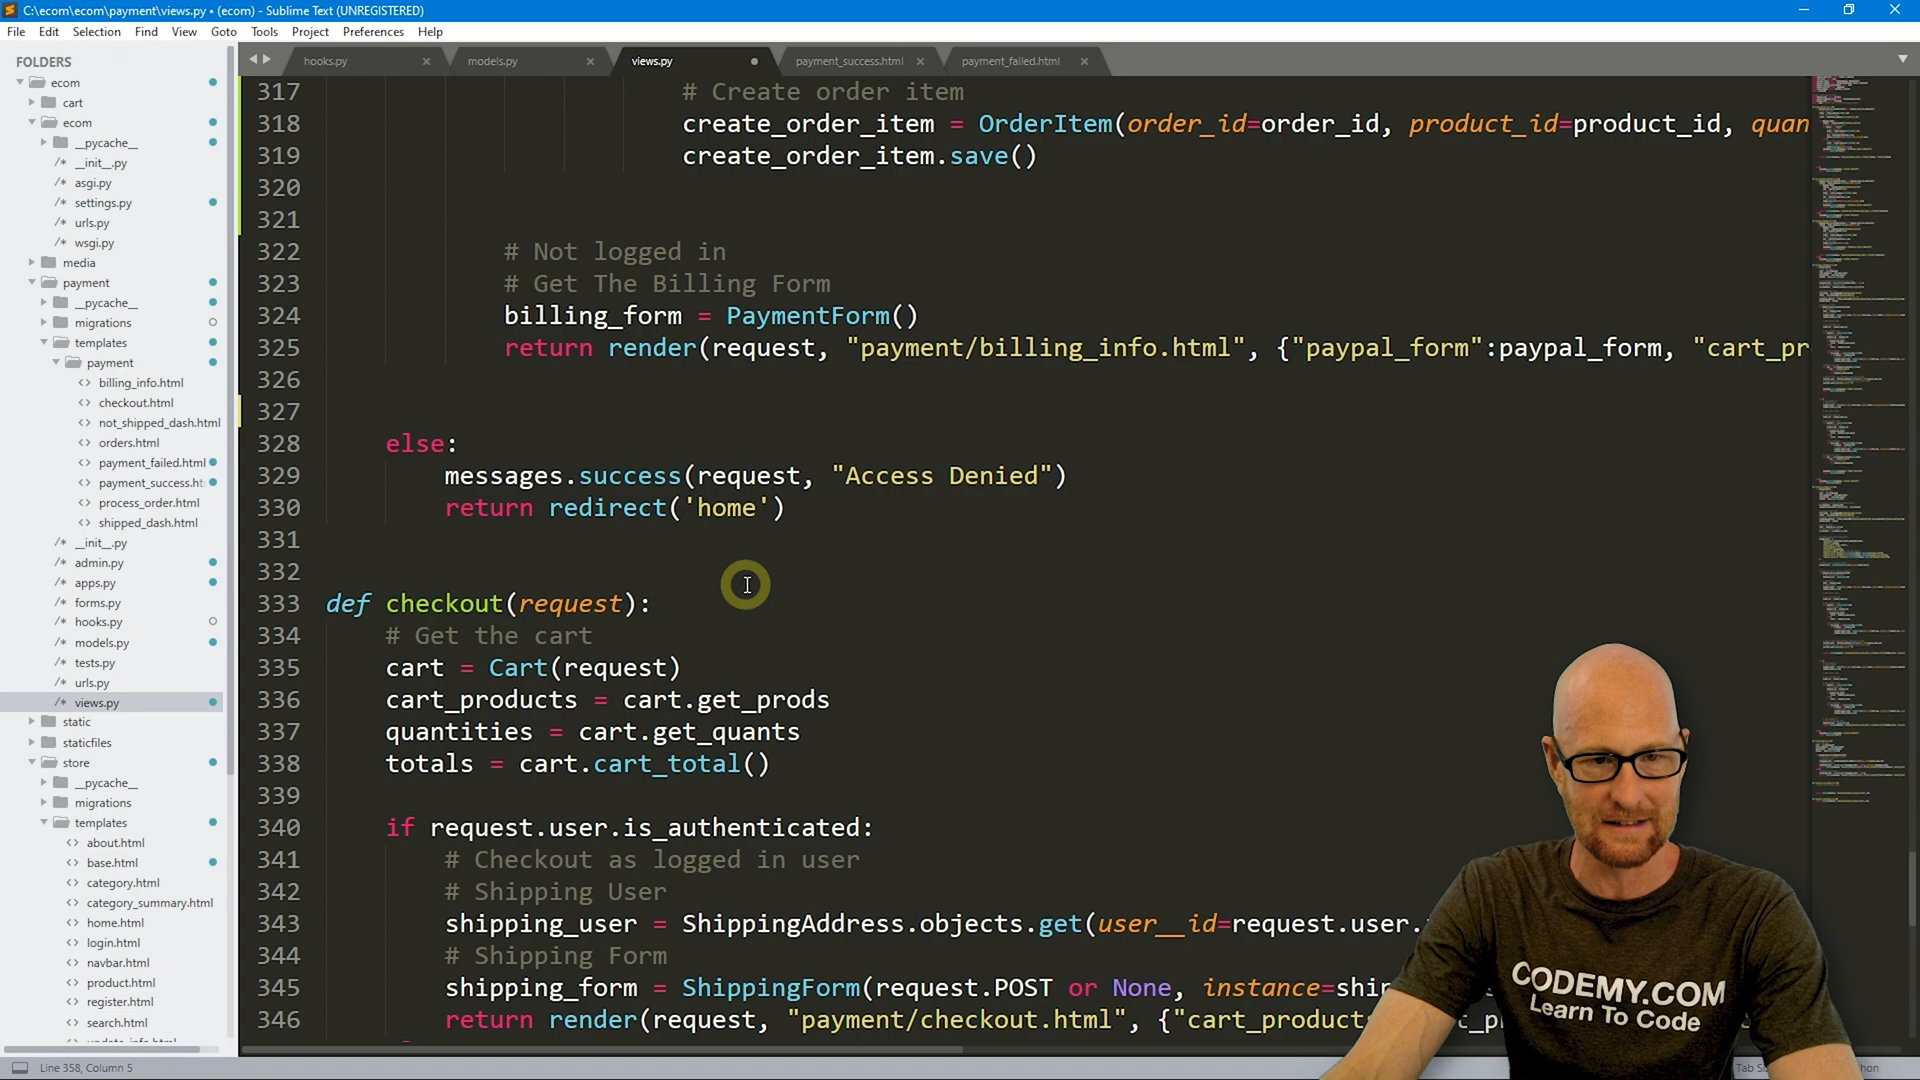 C:\ecom\ecom\payment\views.py • (ecom) - Sublime Text (UNREGISTERED)
File Edit Selection Find View Goto Tools Project Preferences Help
FOLDERS
ecom
cart
ecom
__pycache__
__init__.py
asgi.py
settings.py
urls.py
wsgi.py
media
payment
__pycache__
migrations
templates
payment
billing_info.html
checkout.html
not_shipped_dash.html
orders.html
payment_failed.html
payment_success.ht
process_order.html
shipped_dash.html
__init__.py
admin.py
apps.py
forms.py
hooks.py
models.py
tests.py
urls.py
views.py
static
staticfiles
store
__pycache__
migrations
templates
about.html
base.html
category.html
category_summary.html
home.html
login.html
navbar.html
product.html
register.html
search.html
update_info.html
hooks.py models.py views.py payment_success.html payment_failed.html
317 # Create order item
318 create_order_item = OrderItem(order_id=order_id, product_id=product_id, quan
319 create_order_item.save()
320
321
322 # Not logged in
323 # Get The Billing Form
324 billing_form = PaymentForm()
325 return render(request, "payment/billing_info.html", {"paypal_form":paypal_form, "cart_pr
326
327
328 else:
329 messages.success(request, "Access Denied")
330 return redirect('home')
331
332
333 def checkout(request):
334 # Get the cart
335 cart = Cart(request)
336 cart_products = cart.get_prods
337 quantities = cart.get_quants
338 totals = cart.cart_total()
339
340 if request.user.is_authenticated:
341 # Checkout as logged in user
342 # Shipping User
343 shipping_user = ShippingAddress.objects.get(user__id=request.user.
344 # Shipping Form
345 shipping_form = ShippingForm(request.POST or None, instance=ship
346 return render(request, "payment/checkout.html", {"cart_products
CODEMY.COM
Learn To Code
Line 358, Column 5
Tab S